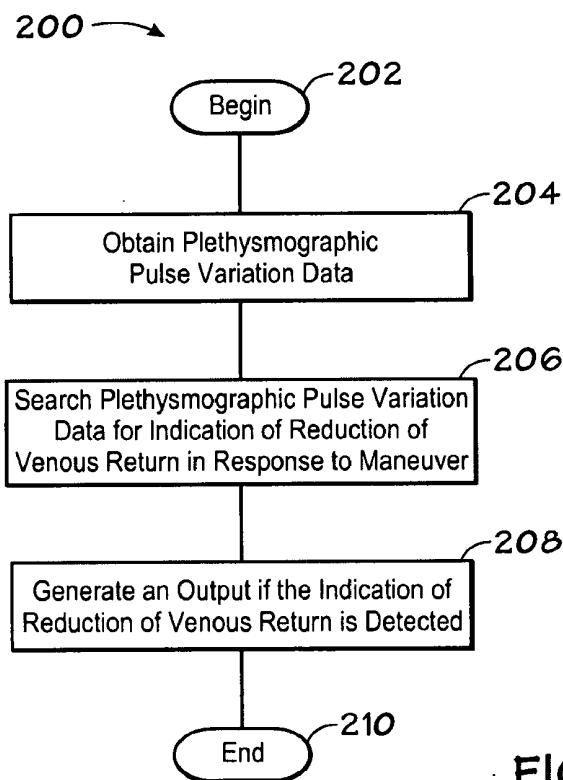 200
202
Begin
204
Obtain Plethysmographic
Pulse Variation Data
206
Search Plethysmographic Pulse Variation
Data for Indication of Reduction of
Venous Return in Response to Maneuver
208
Generate an Output if the Indication of
Reduction of Venous Return is Detected
210
End